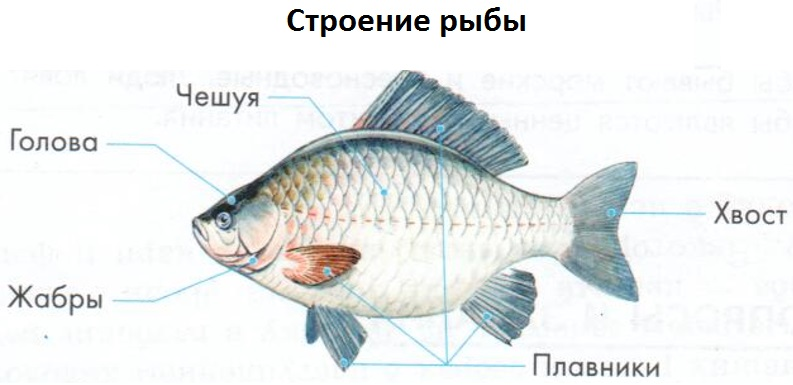 Строение рыбы
Чешуя
Голова
Хвост
Жабры
Плавники